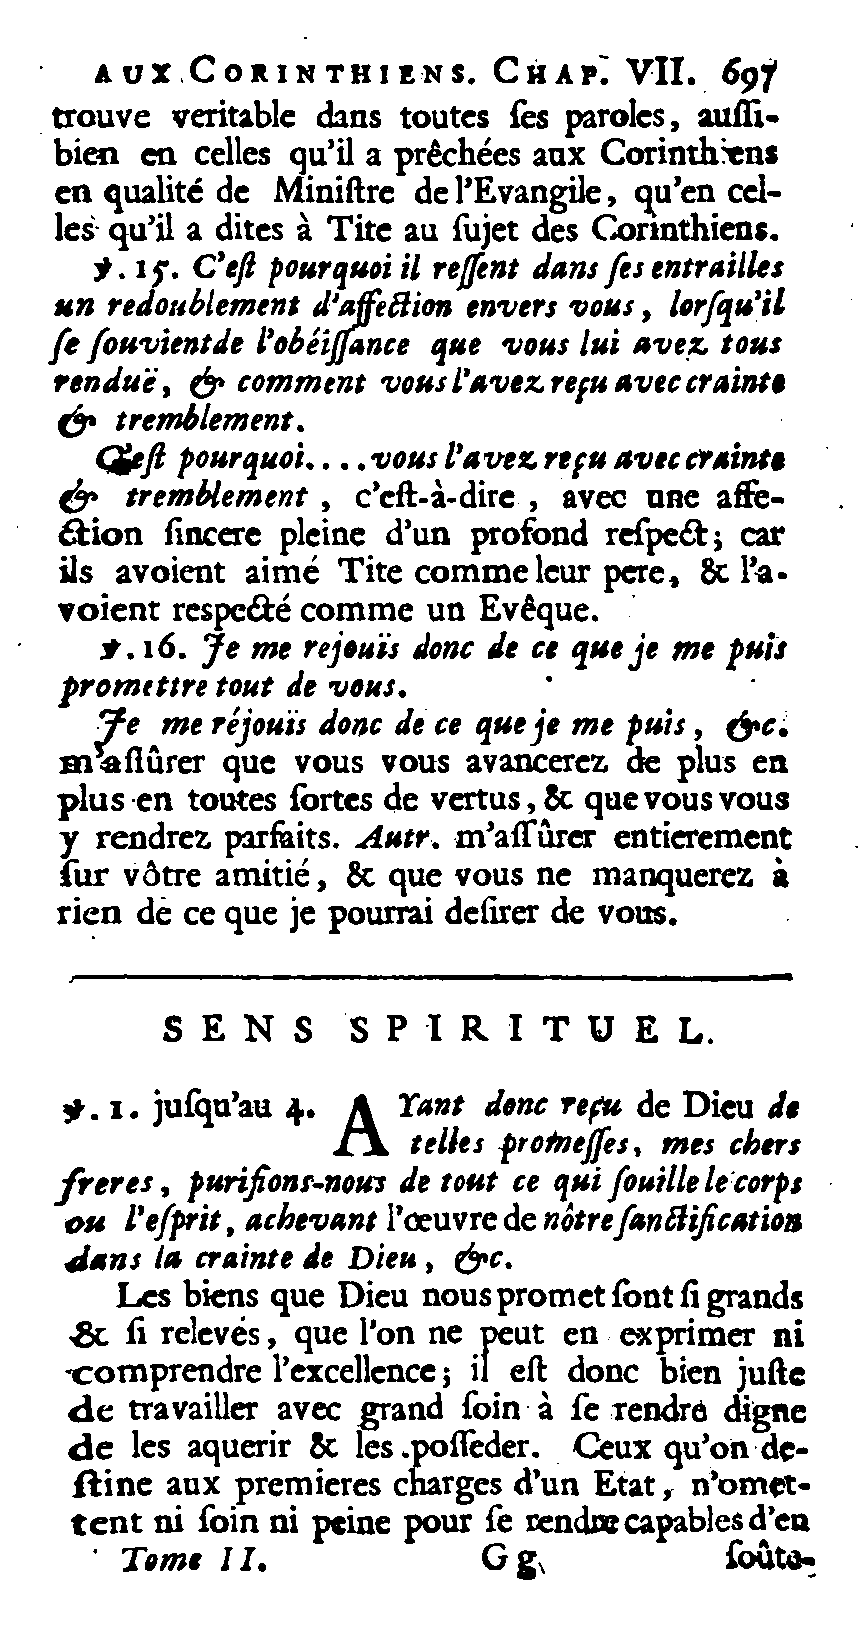 AUX CORINTHIENS. CHAP. VII. 697
trouve veritable dans toutes ſes paroles, auſſi-
bien en celles qu'il a prêchées aux Corinthiens
en qualité de Miniſtre de l'Evangile, qu'en cel-
les qu'il a dites à Tite au ſujet des Corinthiens.
℣. 15. C'eſt pourquoi il reſſent dans ſes entrailles
un redoublement d'affection envers vous, lorſqu'il
ſe ſouvient de l'obéiſſance que vous lui avez tous
renduë, & comment vous l'avez reçu avec crainte
& tremblement.
C'eſt pourquoi.... vous l'avez reçu avec crainte
& tremblement, c'eſt-à-dire, avec une affe-
ction ſincere pleine d'un profond reſpect; car
ils avoient aimé Tite comme leur pere, & l'a-
voient respecté comme un Evêque.
℣. 16. Je me rejouïs donc de ce que je me puis
promettre tout de vous.
Je me réjouïs donc de ce que je me puis, &c.
m'aſſûrer que vous vous avancerez de plus en
plus en toutes ſortes de vertus, & que vous vous
y rendrez parfaits. Autr. m'aſſûrer entierement
ſur vôtre amitié, & que vous ne manquerez à
rien de ce que je pourrai deſirer de vous.
SENS SPIRITUEL.
℣. 1. juſqu'au 4. AYant donc reçu de Dieu de
telles promeſſes, mes chers
freres, purifions-nous de tout ce qui ſouille le corps
ou l'eſprit, achevant l'œuvre de nôtre ſanctification
dans la crainte de Dieu, &c.
Les biens que Dieu nous promet ſont ſi grands
& ſi relevés, que l'on ne peut en exprimer ni
comprendre l'excellence; il eſt donc bien juſte
de travailler avec grand ſoin à ſe rendre digne
de les aquerir & les poſſeder. Ceux qu'on de-
ſtine aux premieres charges d'un Etat, n'omet-
tent ni ſoin ni peine pour ſe rendre capables d'en
Tome II. Gg ſoûte-